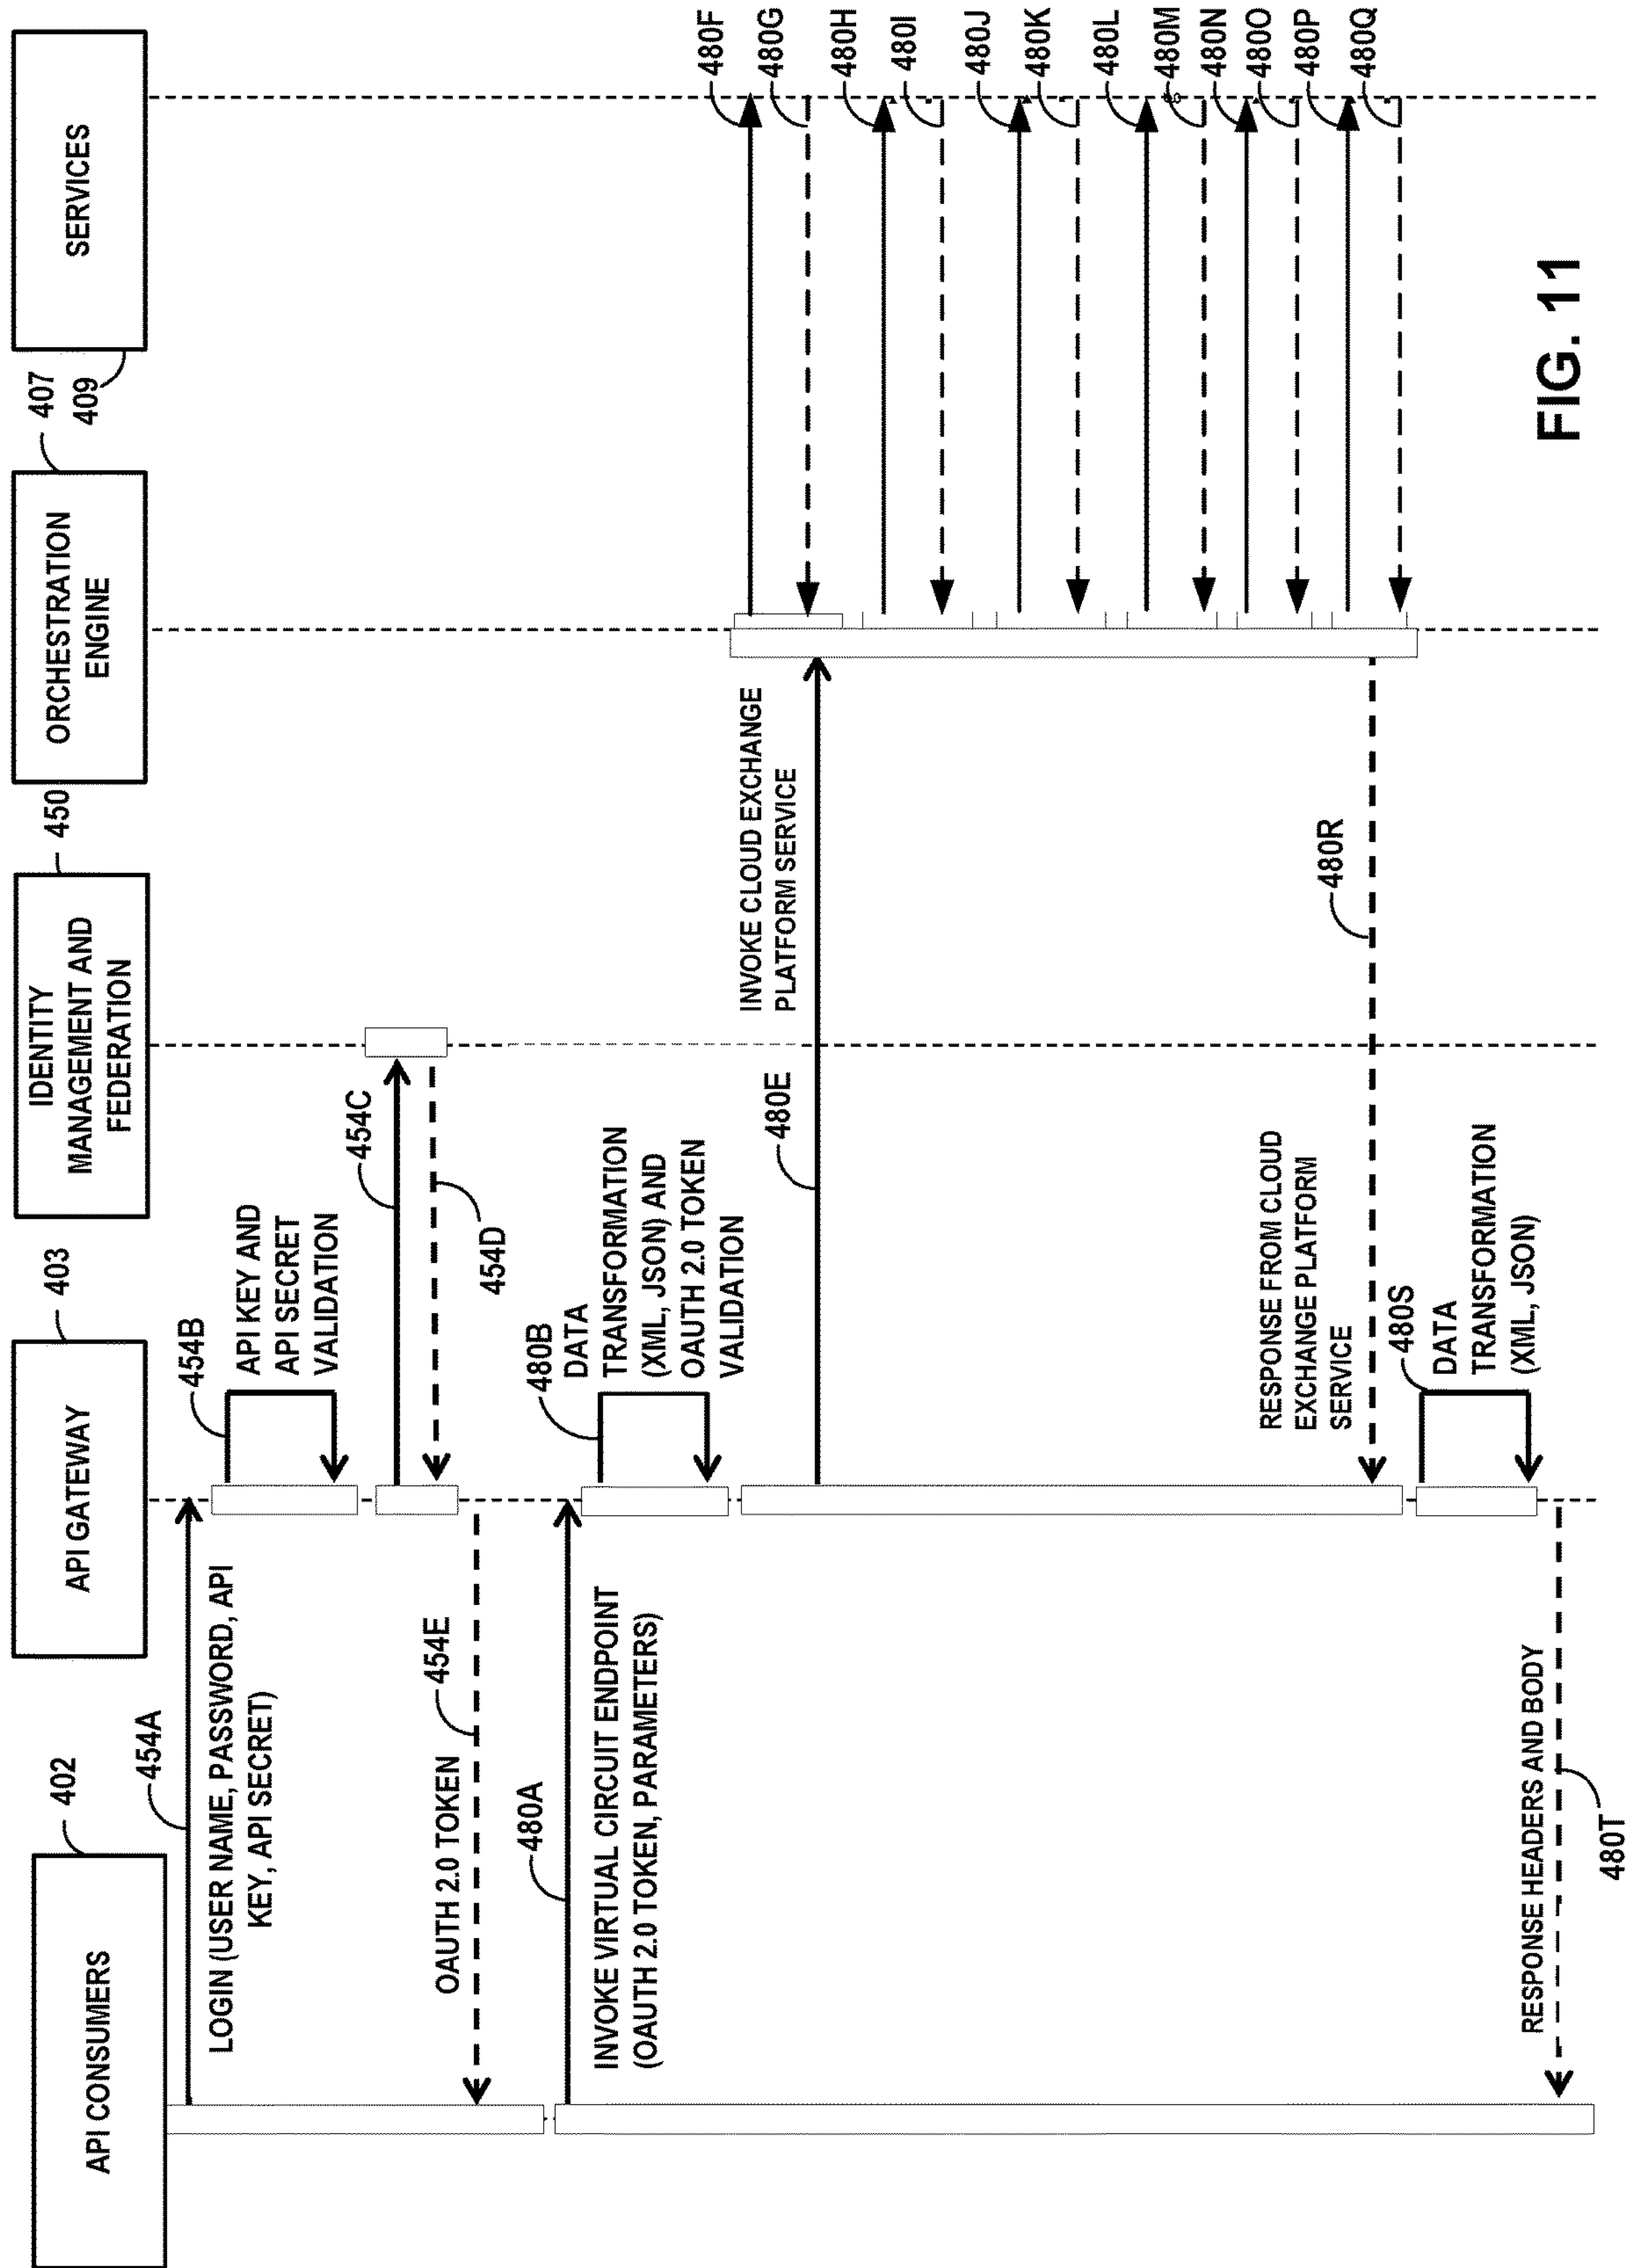 API CONSUMERS
402
API GATEWAY
403
IDENTITY
MANAGEMENT AND
FEDERATION
450
ORCHESTRATION
ENGINE
407
SERVICES
409
454A
LOGIN (USER NAME, PASSWORD, API
KEY, API SECRET)
454B
API KEY AND
API SECRET
VALIDATION
454C
454D
454E
OAUTH 2.0 TOKEN
480A
INVOKE VIRTUAL CIRCUIT ENDPOINT
(OAUTH 2.0 TOKEN, PARAMETERS)
480B
DATA
TRANSFORMATION
(XML, JSON) AND
OAUTH 2.0 TOKEN
VALIDATION
480E
INVOKE CLOUD EXCHANGE
PLATFORM SERVICE
480F
480G
480H
480I
480J
480K
480L
480M
480N
480O
480P
480Q
480R
RESPONSE FROM CLOUD
EXCHANGE PLATFORM
SERVICE
480S
DATA
TRANSFORMATION
(XML, JSON)
RESPONSE HEADERS AND BODY
480T
FIG. 11